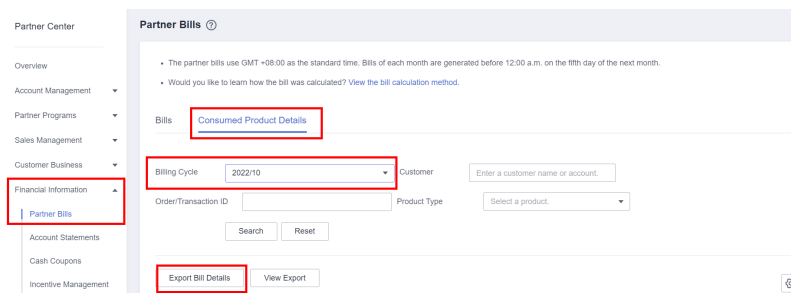 Partner Center
Overview
Account Management
Partner Programs
Sales Management
Customer Business
Financial Information
Partner Bills
Account Statements
Cash Coupons
Incentive Management
Partner Bills ?
• The partner bills use GMT +08:00 as the standard time. Bills of each month are generated before 12:00 a.m. on the fifth day of the next month.
• Would you like to learn how the bill was calculated? View the bill calculation method.
Bills Consumed Product Details
Billing Cycle 2022/10 Customer Enter a customer name or account.
Order/Transaction ID Product Type Select a product.
Search Reset
Export Bill Details View Export